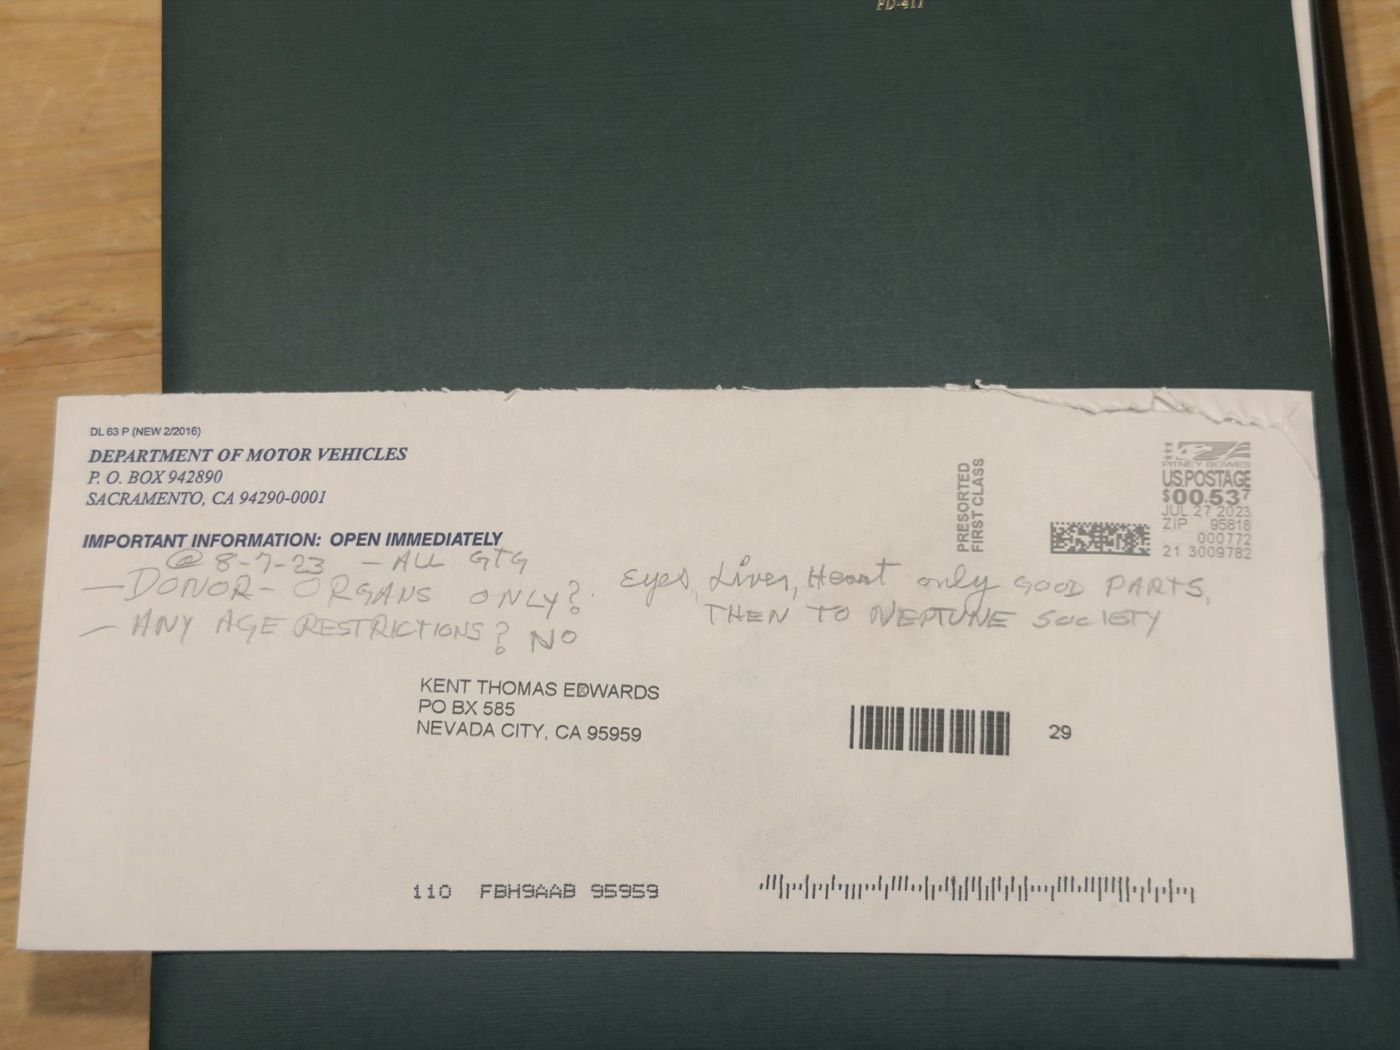 FD-411
DL 63 P (NEW 2/2016)
DEPARTMENT OF MOTOR VEHICLES
P. O. BOX 942890
SACRAMENTO, CA 94290-0001
IMPORTANT INFORMATION: OPEN IMMEDIATELY
PRESORTED
FIRST CLASS
PITNEY BOWES
US POSTAGE
$00.53⁷
JUL 27 2023
ZIP 95818
000772
21 3009782
@ 8-7-23 - ALL GTG
- DONOR - ORGANS ONLY? Eyes, Liver, Heart only GOOD PARTS,
THEN TO NEPTUNE SOCIETY
- ANY AGE RESTRICTIONS? NO
KENT THOMAS EDWARDS
PO BX 585
NEVADA CITY, CA 95959
29
110 FBH9AAB 95959